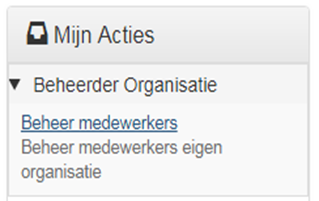 Mijn Acties
Beheerder Organisatie
Beheer medewerkers
Beheer medewerkers eigen
organisatie